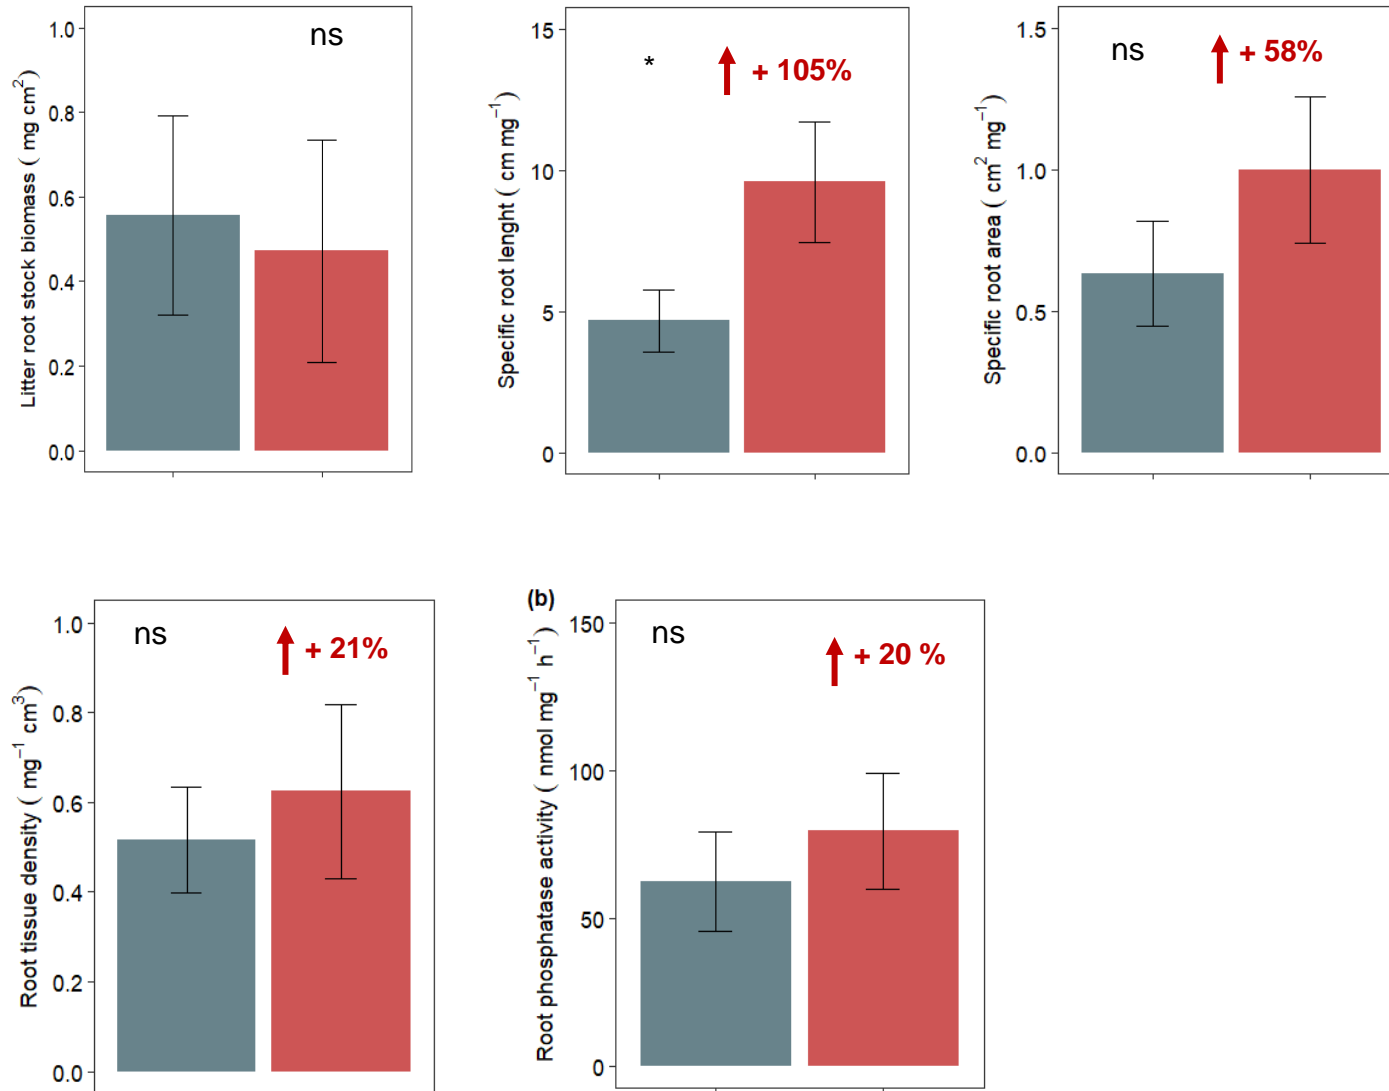 Litter root stock biomass ( mg cm²)
1.0
0.8
0.6
0.4
0.2
0.0
ns
Specific root lenght ( cm mg⁻¹)
15
10
5
0
*
+ 105%
Specific root area ( cm² mg⁻¹)
1.5
1.0
0.5
0.0
ns
+ 58%
Root tissue density ( mg⁻¹ cm³)
1.0
0.8
0.6
0.4
0.2
0.0
ns
+ 21%
(b)
Root phosphatase activity ( nmol mg⁻¹ h⁻¹)
150
100
50
0
ns
+ 20 %